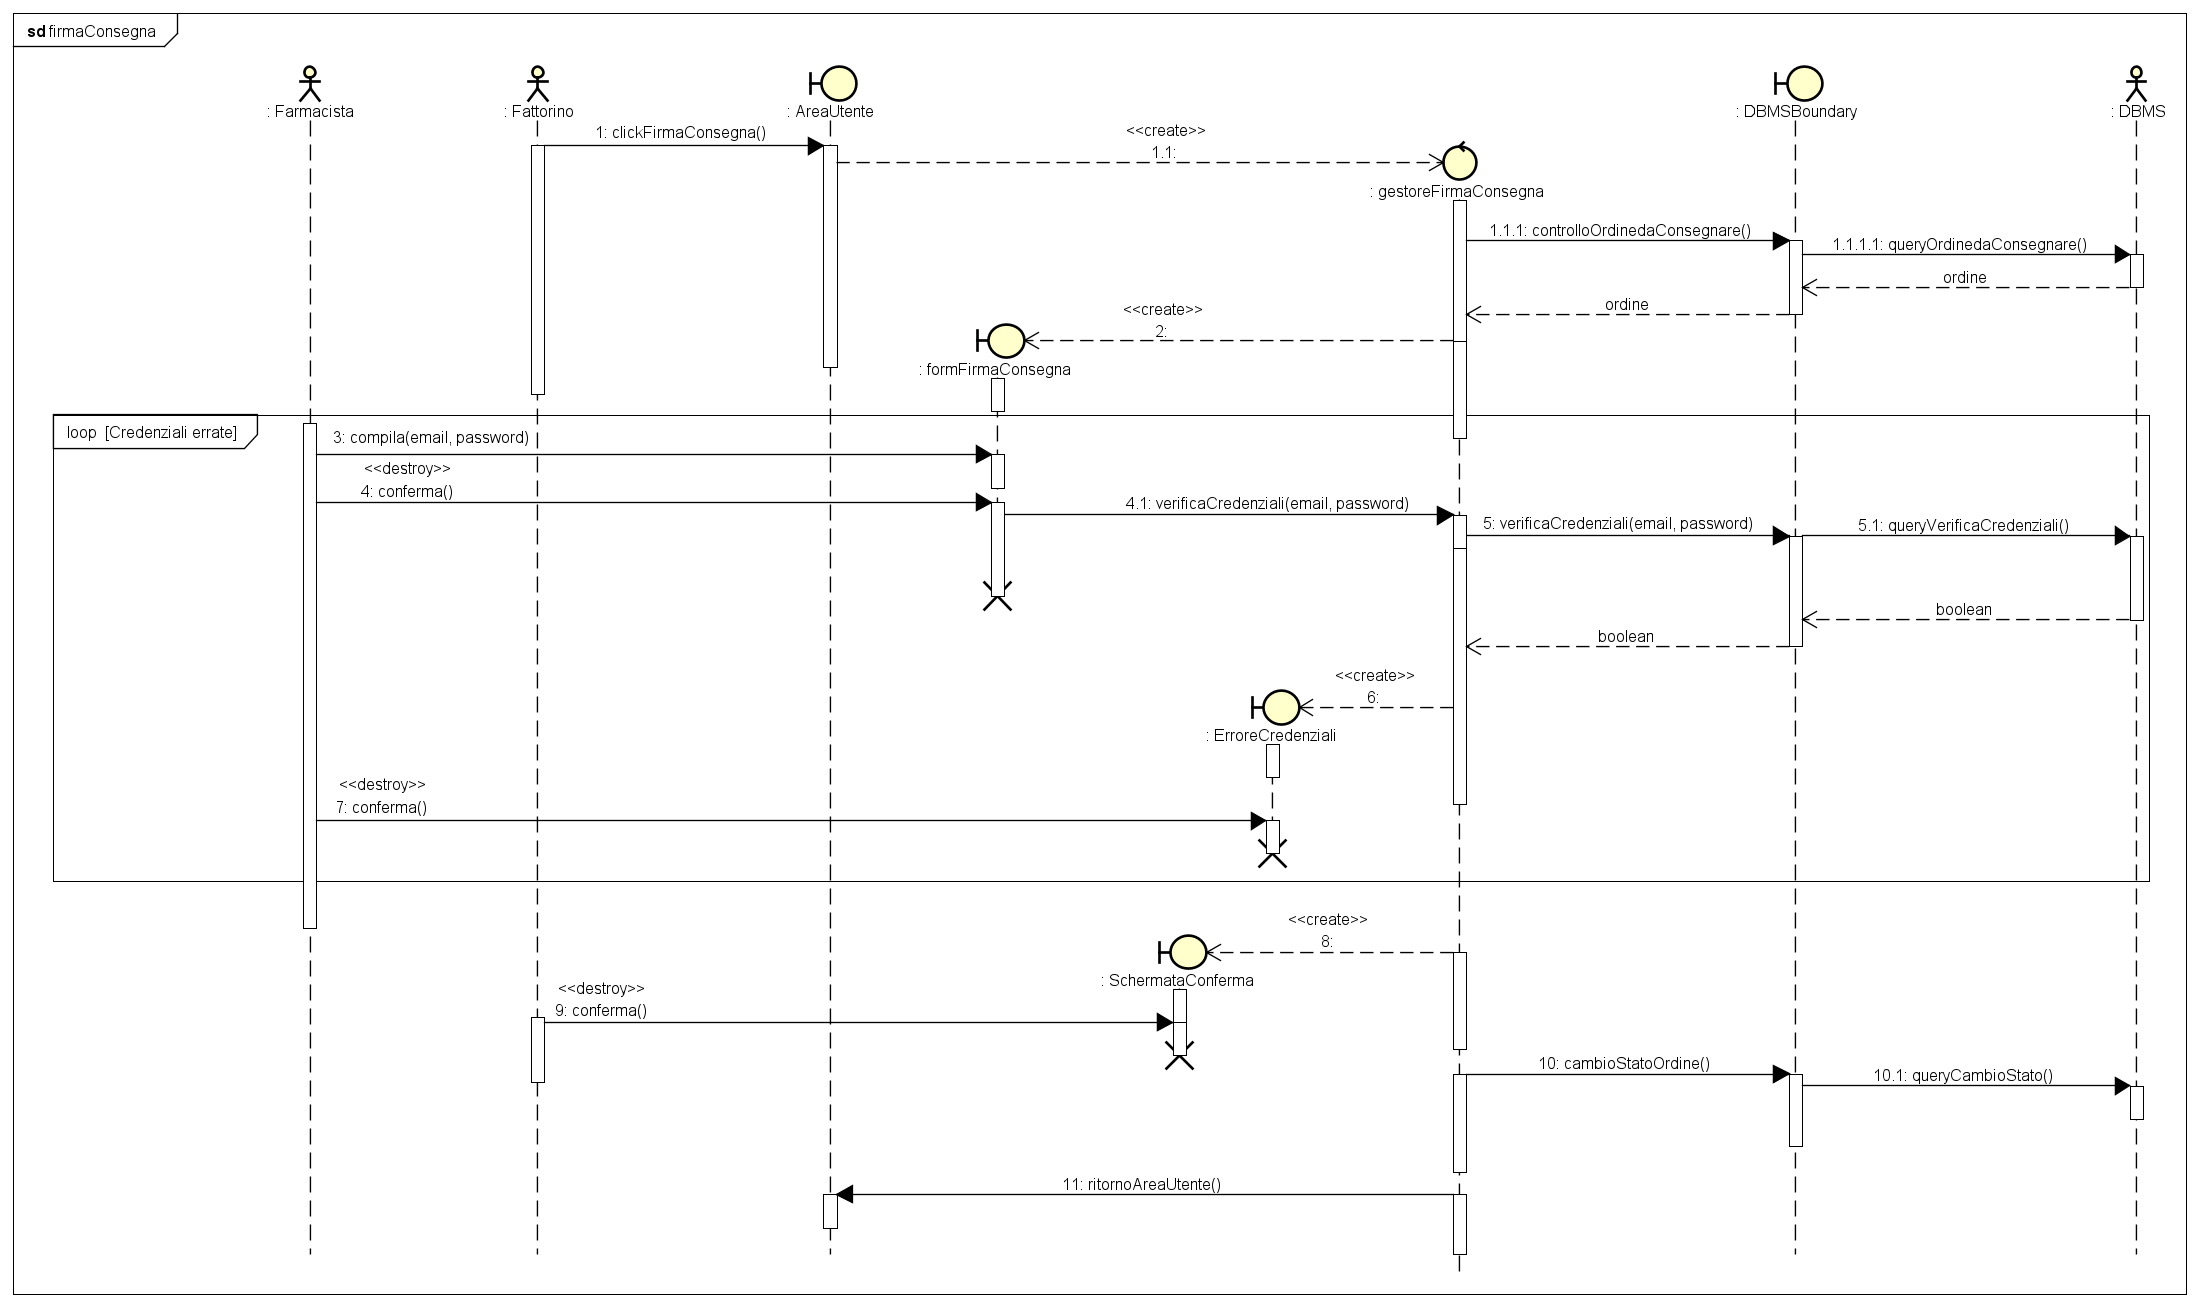 sd firmaConsegna
: Farmacista
: Fattorino
: AreaUtente
: DBMSBoundary
: DBMS
1: clickFirmaConsegna()
<<create>>
1.1:
: gestoreFirmaConsegna
1.1.1: controlloOrdinedaConsegnare()
1.1.1.1: queryOrdinedaConsegnare()
ordine
ordine
<<create>>
2:
: formFirmaConsegna
loop [Credenziali errate]
3: compila(email, password)
<<destroy>>
4: conferma()
4.1: verificaCredenziali(email, password)
5: verificaCredenziali(email, password)
5.1: queryVerificaCredenziali()
boolean
boolean
<<create>>
6:
: ErroreCredenziali
<<destroy>>
7: conferma()
<<create>>
8:
: SchermataConferma
<<destroy>>
9: conferma()
10: cambioStatoOrdine()
10.1: queryCambioStato()
11: ritornoAreaUtente()